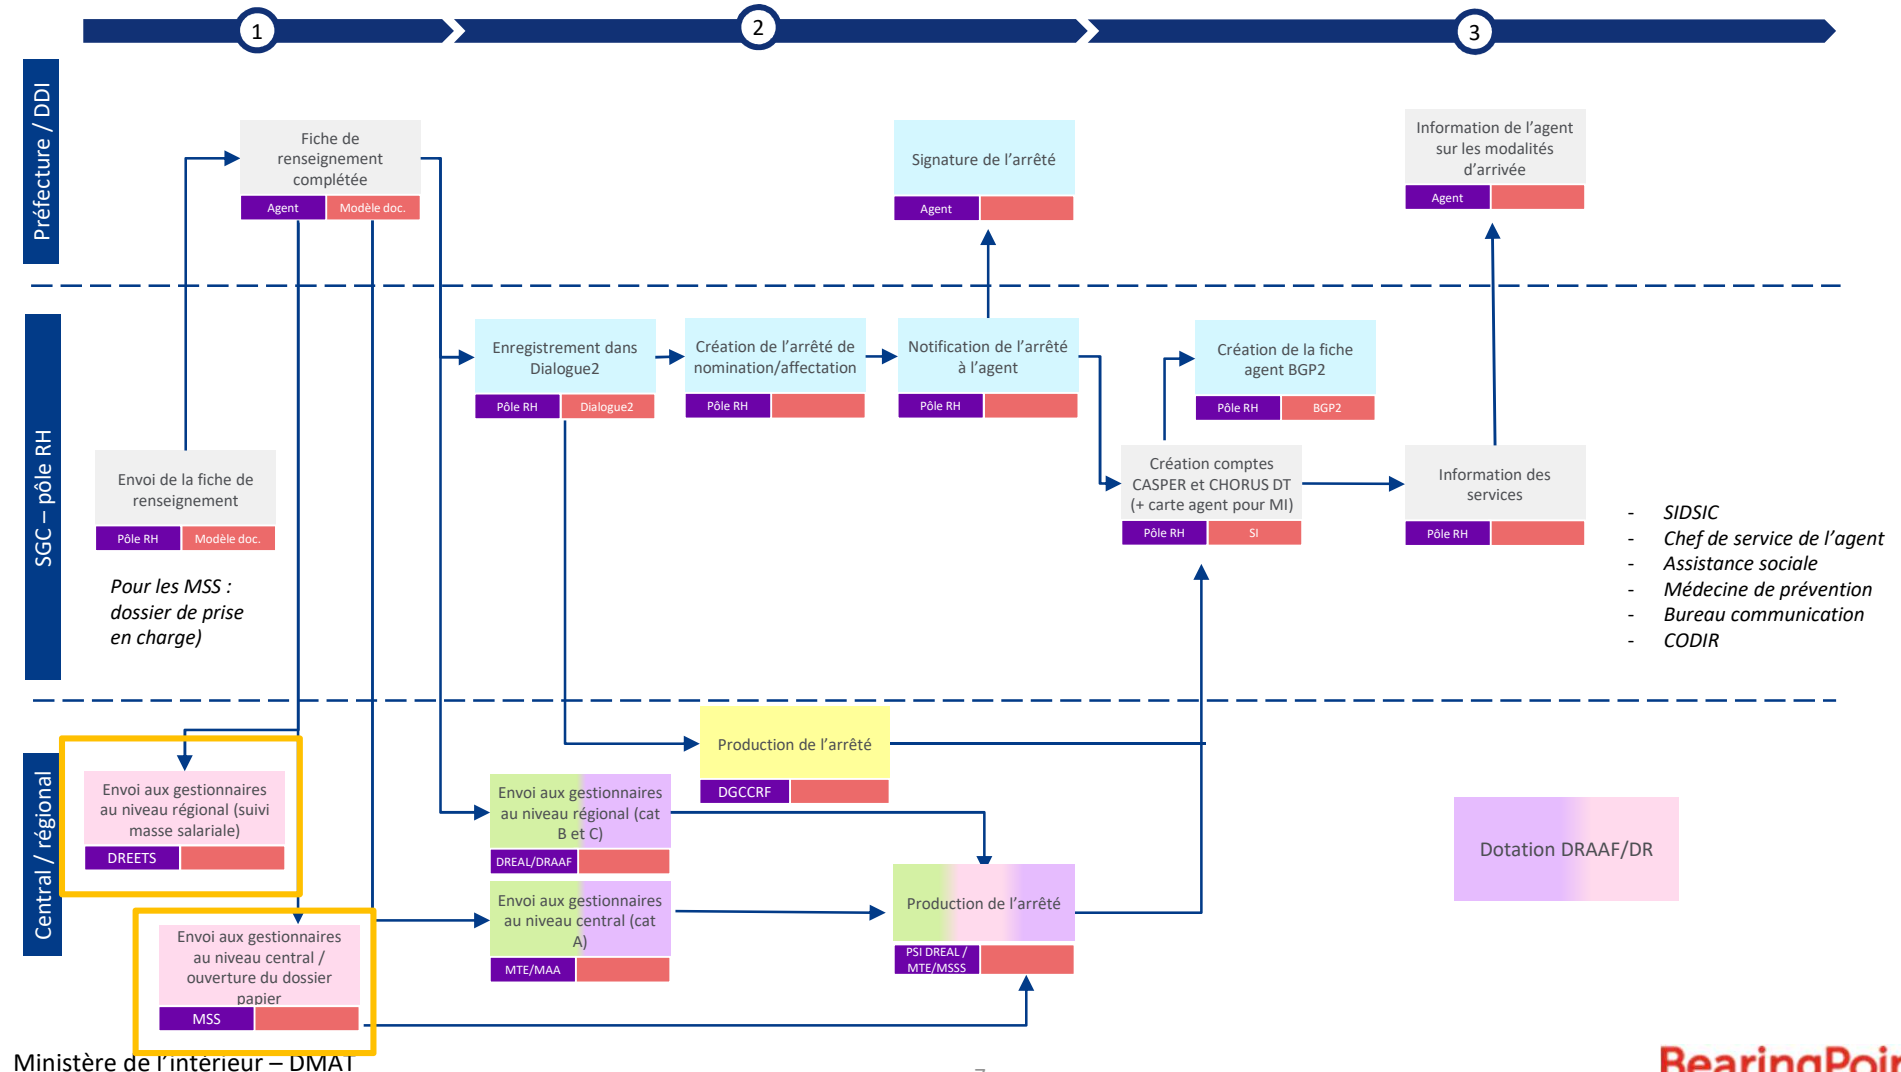 1
2
3
Préfecture / DDI
Fiche de
renseignement
complétée
Agent
Modèle doc.
Signature de l’arrêté
Agent
Information de l’agent
sur les modalités
d’arrivée
Agent
SGC – pôle RH
Envoi de la fiche de
renseignement
Pôle RH
Modèle doc.
Pour les MSS :
dossier de prise
en charge)
Enregistrement dans
Dialogue2
Pôle RH
Dialogue2
Création de l’arrêté de
nomination/affectation
Pôle RH
Notification de l’arrêté
à l’agent
Pôle RH
Création de la fiche
agent BGP2
Pôle RH
BGP2
Création comptes
CASPER et CHORUS DT
(+ carte agent pour MI)
Pôle RH
SI
Information des
services
Pôle RH
- SIDSIC
- Chef de service de l’agent
- Assistance sociale
- Médecine de prévention
- Bureau communication
- CODIR
Central / régional
Envoi aux gestionnaires
au niveau régional (suivi
masse salariale)
DREETS
Envoi aux gestionnaires
au niveau central /
ouverture du dossier
papier
MSS
Production de l’arrêté
DGCCRF
Envoi aux gestionnaires
au niveau régional (cat
B et C)
DREAL/DRAAF
Envoi aux gestionnaires
au niveau central (cat
A)
MTE/MAA
Production de l’arrêté
PSI DREAL /
MTE/MSSS
Dotation DRAAF/DR
Ministère de l’intérieur – DMAT